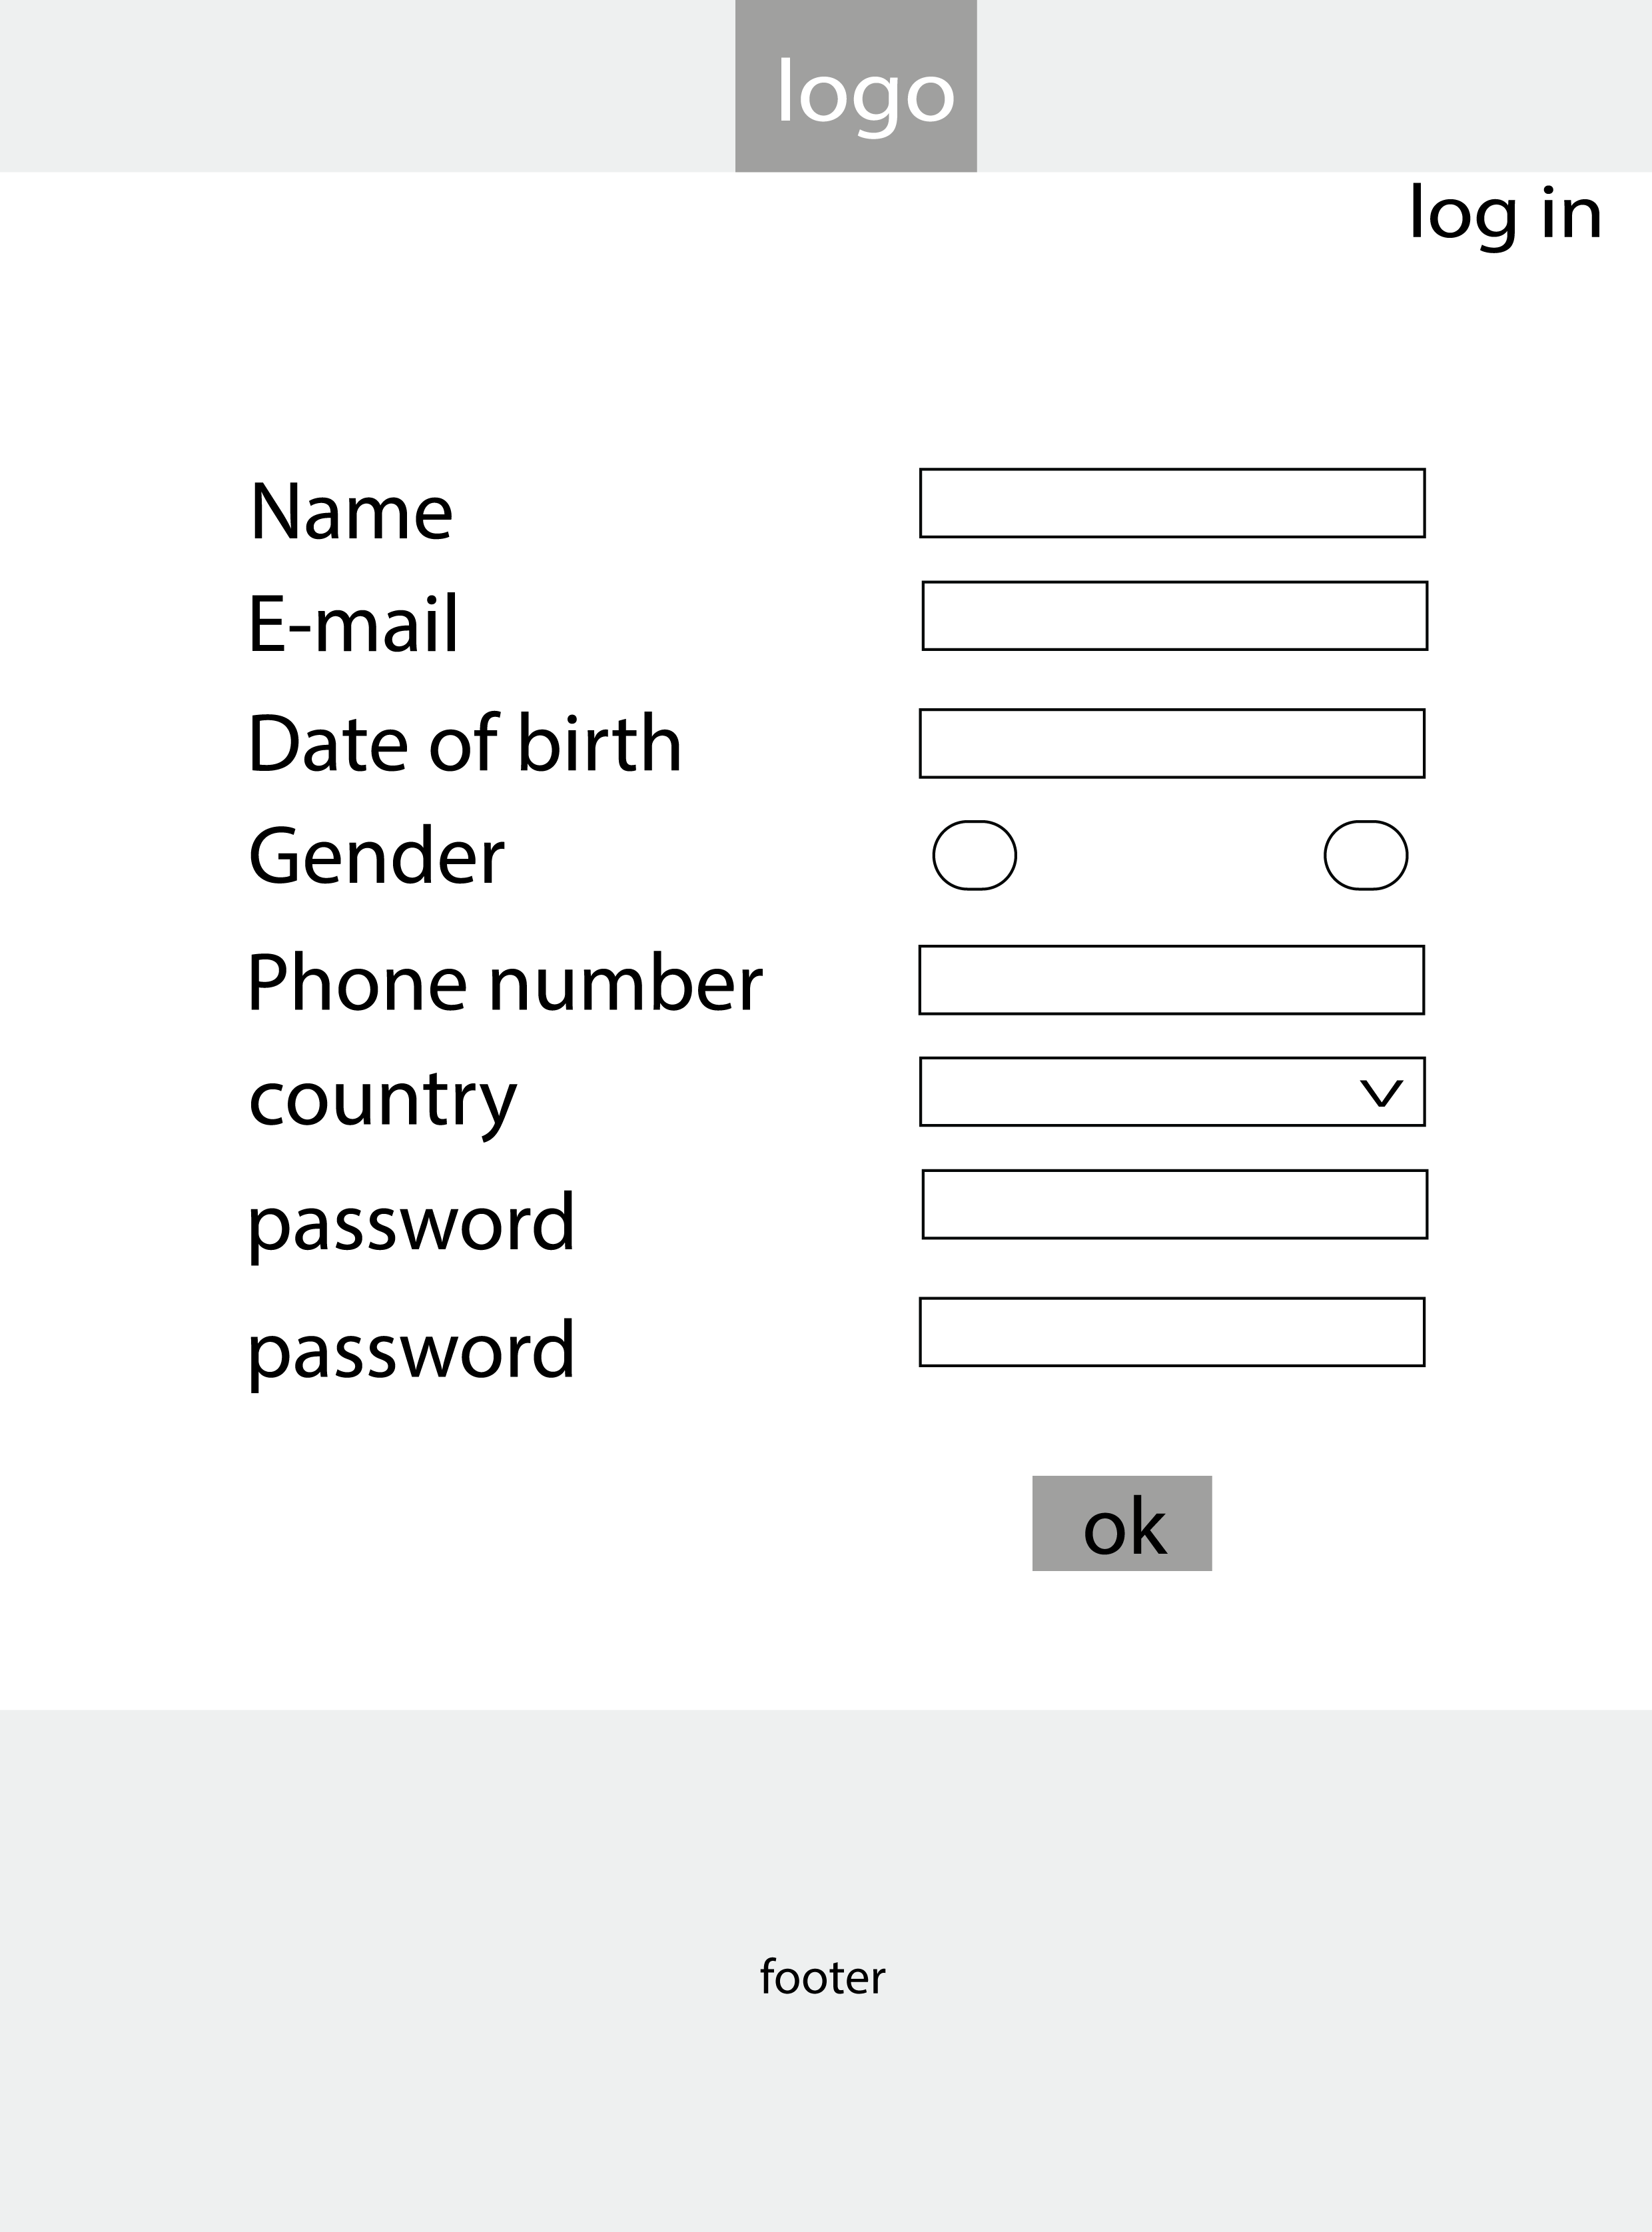 logo
log in
Name
E-mail
Date of birth
Gender
Phone number
country
password
password
ok
footer